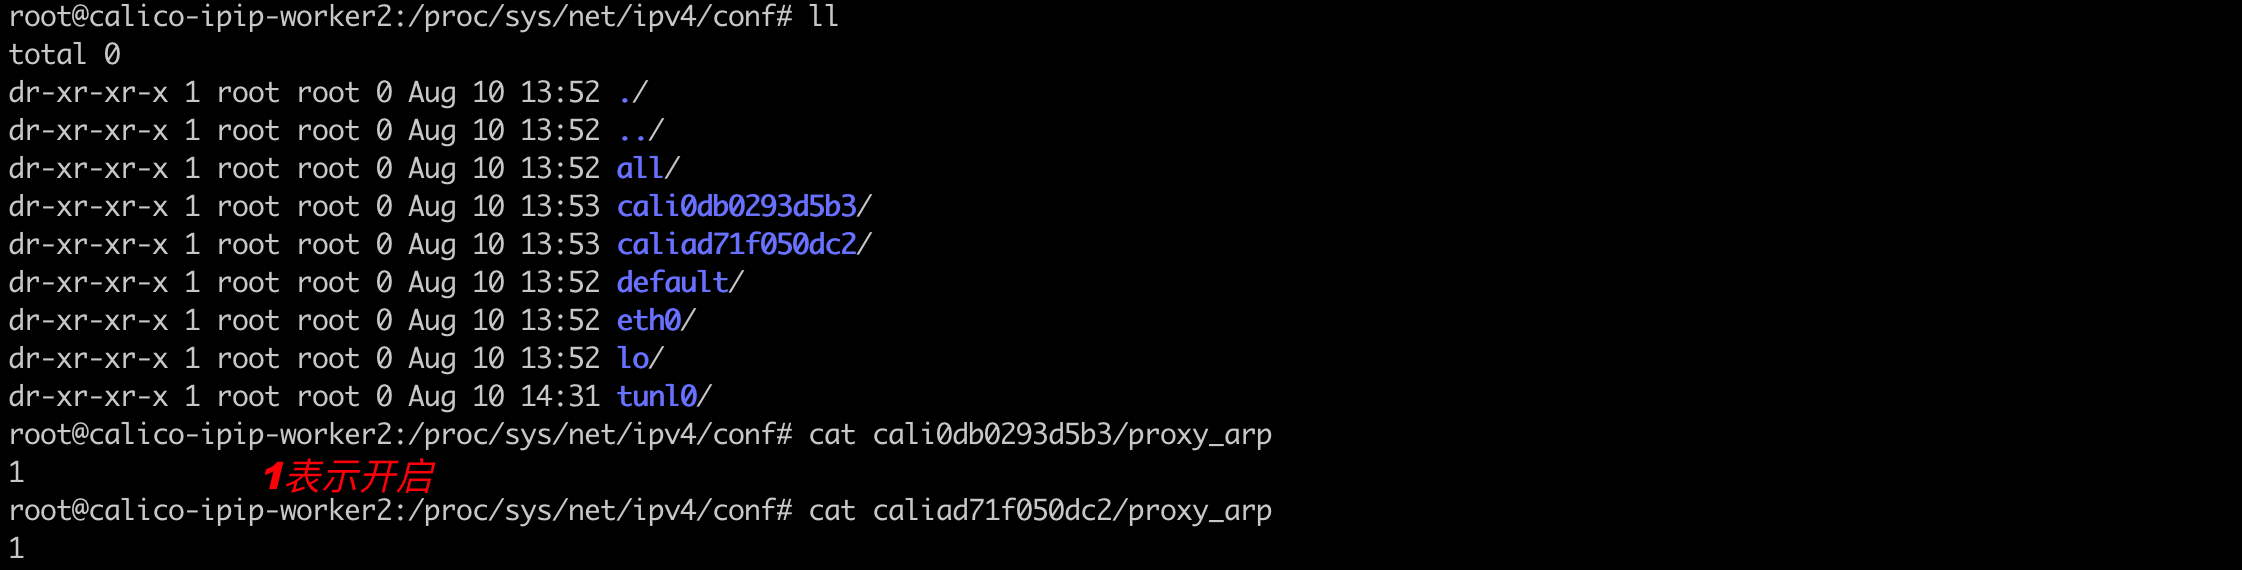 root@calico-ipip-worker2:/proc/sys/net/ipv4/conf# ll
total 0
dr-xr-xr-x 1 root root 0 Aug 10 13:52 ./
dr-xr-xr-x 1 root root 0 Aug 10 13:52 ../
dr-xr-xr-x 1 root root 0 Aug 10 13:52 all/
dr-xr-xr-x 1 root root 0 Aug 10 13:53 cali0db0293d5b3/
dr-xr-xr-x 1 root root 0 Aug 10 13:53 caliad71f050dc2/
dr-xr-xr-x 1 root root 0 Aug 10 13:52 default/
dr-xr-xr-x 1 root root 0 Aug 10 13:52 eth0/
dr-xr-xr-x 1 root root 0 Aug 10 13:52 lo/
dr-xr-xr-x 1 root root 0 Aug 10 14:31 tunl0/
root@calico-ipip-worker2:/proc/sys/net/ipv4/conf# cat cali0db0293d5b3/proxy_arp
1 1表示开启
root@calico-ipip-worker2:/proc/sys/net/ipv4/conf# cat caliad71f050dc2/proxy_arp
1